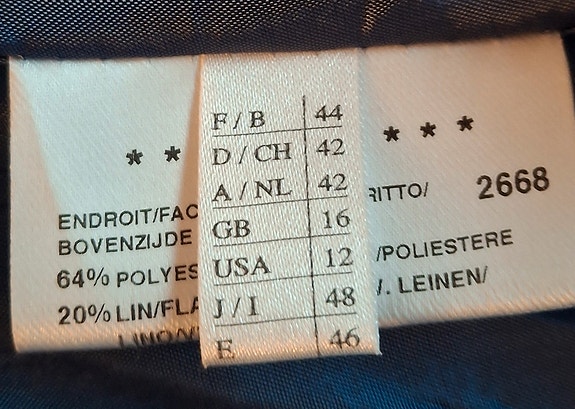 F / B 44
D / CH 42
A / NL 42
GB 16
USA 12
J / I 48
E 46
* * * * *
2668
ENDROIT/FAC RITTO/
BOVENZIJDE
64% POLYES /POLIESTERE
20% LIN/FLA /. LEINEN/
LINO/V